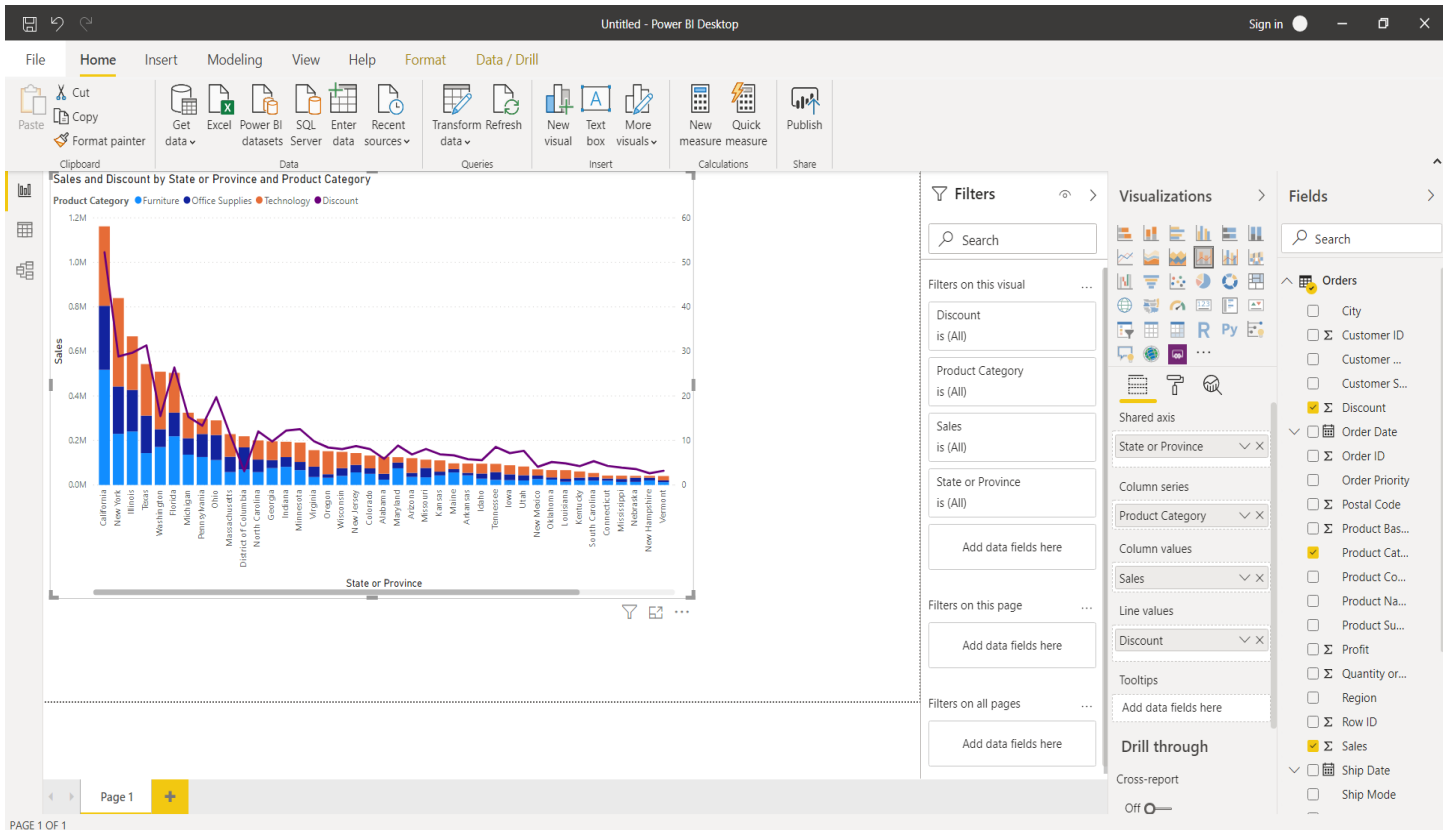 Untitled - Power BI Desktop
Sign in
File Home Insert Modeling View Help Format Data / Drill
Paste
Cut
Copy
Format painter
Clipboard
Get data
Excel
Power BI datasets
SQL Server
Enter data
Recent sources
Data
Transform data
Refresh
Queries
New visual
Text box
More visuals
Insert
New measure
Quick measure
Calculations
Publish
Share
Sales and Discount by State or Province and Product Category
Product Category Furniture Office Supplies Technology Discount
1.2M
1.0M
0.8M
0.6M
0.4M
0.2M
0.0M
Sales
60
50
40
30
20
10
0
California
New York
Illinois
Texas
Washington
Florida
Michigan
Pennsylvania
Ohio
Massachusetts
District of Columbia
North Carolina
Georgia
Indiana
Minnesota
Virginia
Oregon
Wisconsin
New Jersey
Colorado
Alabama
Maryland
Arizona
Missouri
Kansas
Maine
Arkansas
Idaho
Tennessee
Iowa
Utah
New Mexico
Oklahoma
Louisiana
Kentucky
South Carolina
Connecticut
Mississippi
Nebraska
New Hampshire
Vermont
State or Province
Filters
Search
Filters on this visual ...
Discount
is (All)
Product Category
is (All)
Sales
is (All)
State or Province
is (All)
Add data fields here
Filters on this page ...
Add data fields here
Filters on all pages ...
Add data fields here
Visualizations
123
R
Py
...
Shared axis
State or Province
Column series
Product Category
Column values
Sales
Line values
Discount
Tooltips
Add data fields here
Drill through
Cross-report
Off
Fields
Search
Orders
City
Σ Customer ID
Customer ...
Customer S...
Σ Discount
Order Date
Σ Order ID
Order Priority
Σ Postal Code
Σ Product Bas...
Product Cat...
Product Co...
Product Na...
Product Su...
Σ Profit
Σ Quantity or...
Region
Σ Row ID
Σ Sales
Ship Date
Ship Mode
Page 1
PAGE 1 OF 1